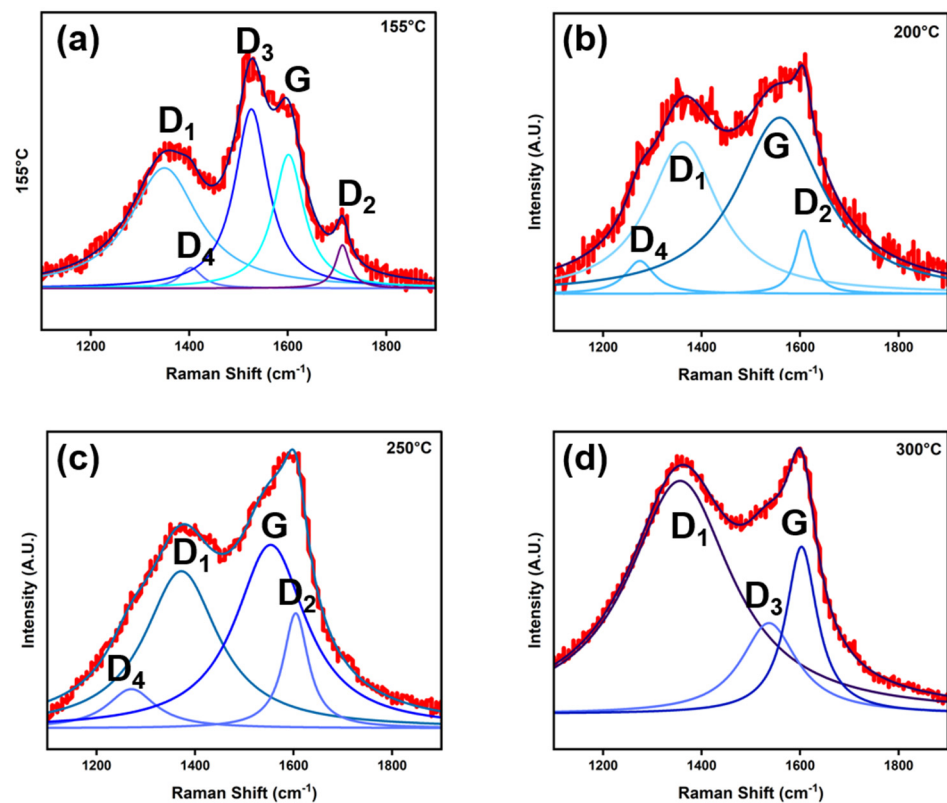 (a)
155°C
D3
G
D1
D2
D4
155°C
1200 1400 1600 1800
Raman Shift (cm-1)
(b)
200°C
D1
G
D2
D4
Intensity (A.U.)
1200 1400 1600 1800
Raman Shift (cm-1)
(c)
250°C
D1
G
D2
D4
Intensity (A.U.)
1200 1400 1600 1800
Raman Shift (cm-1)
(d)
300°C
D1
G
D3
Intensity (A.U.)
1200 1400 1600 1800
Raman Shift (cm-1)